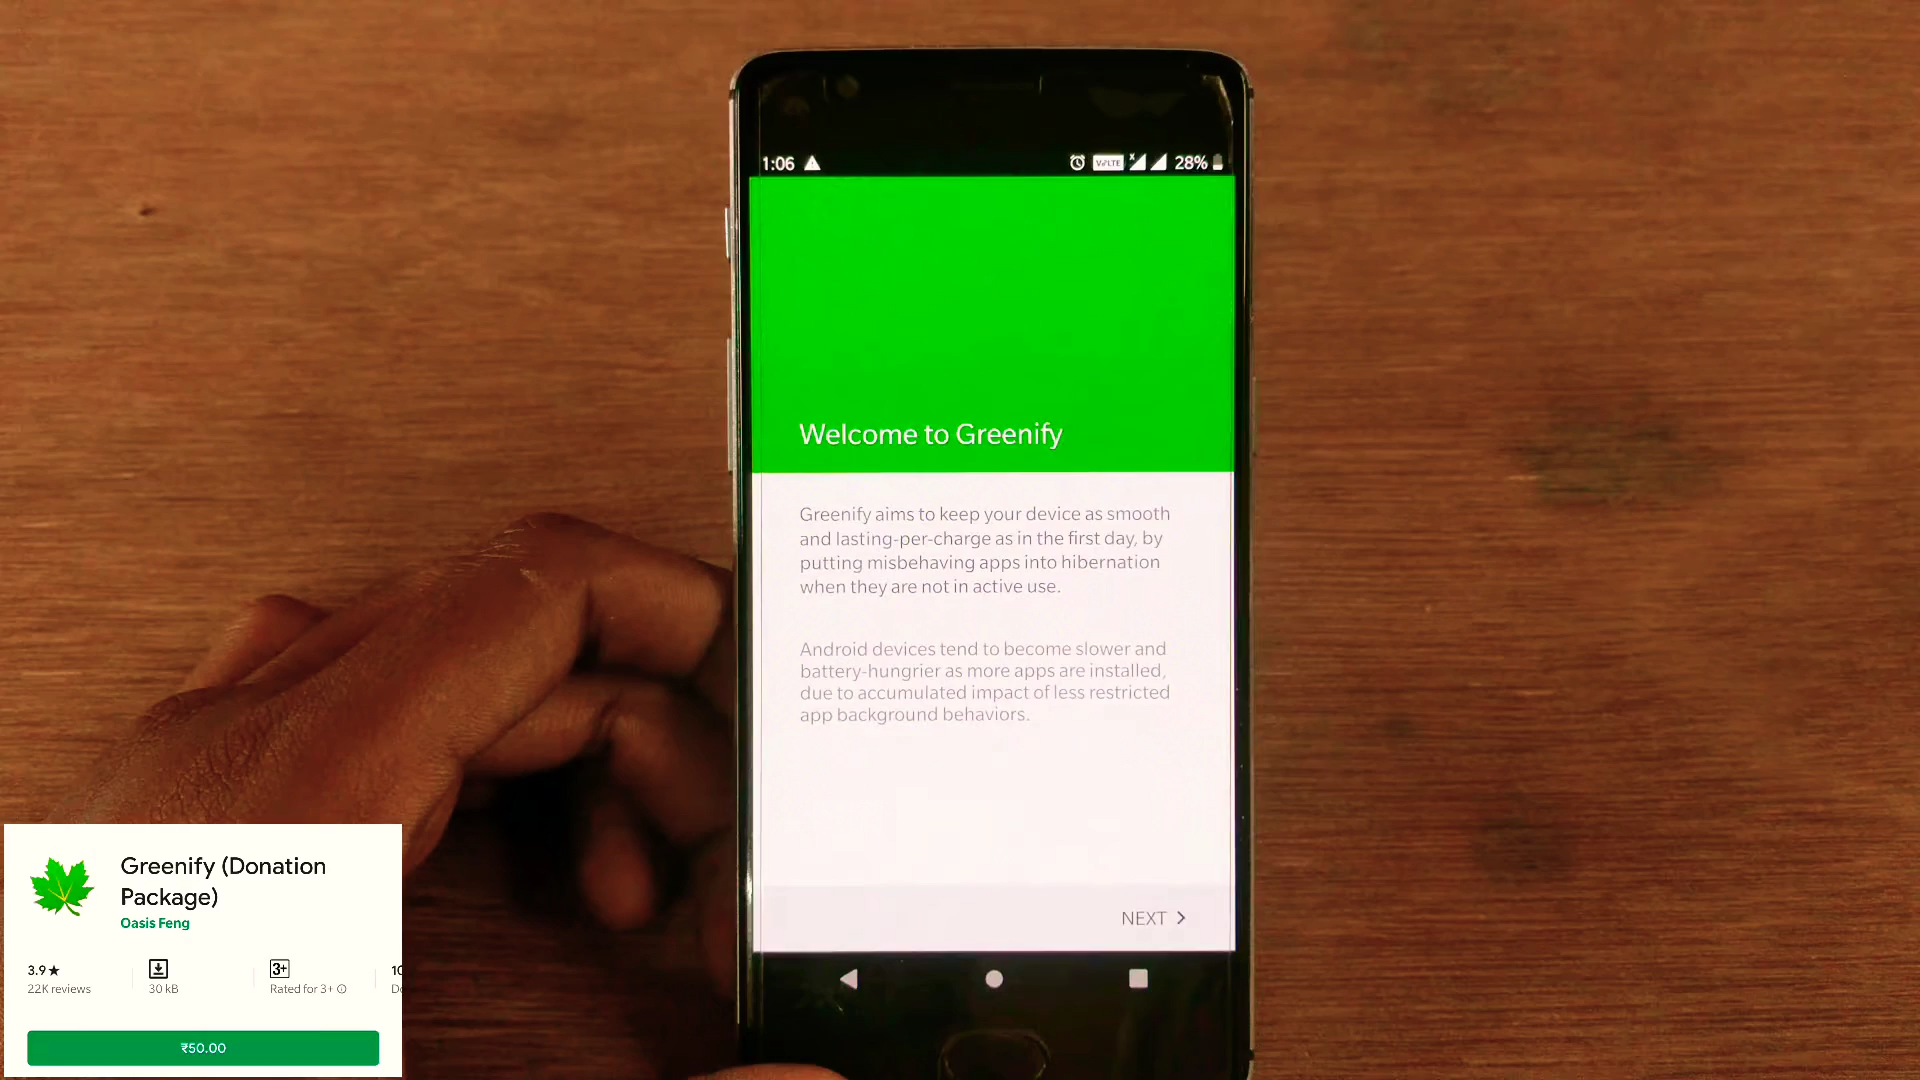 1:06
VoLTE
28%
Welcome to Greenify
Greenify aims to keep your device as smooth
and lasting-per-charge as in the first day, by
putting misbehaving apps into hibernation
when they are not in active use.
Android devices tend to become slower and
battery-hungrier as more apps are installed,
due to accumulated impact of less restricted
app background behaviors.
NEXT
Greenify (Donation
Package)
Oasis Feng
3.9★
22K reviews
30 kB
3+
Rated for 3+
₹50.00